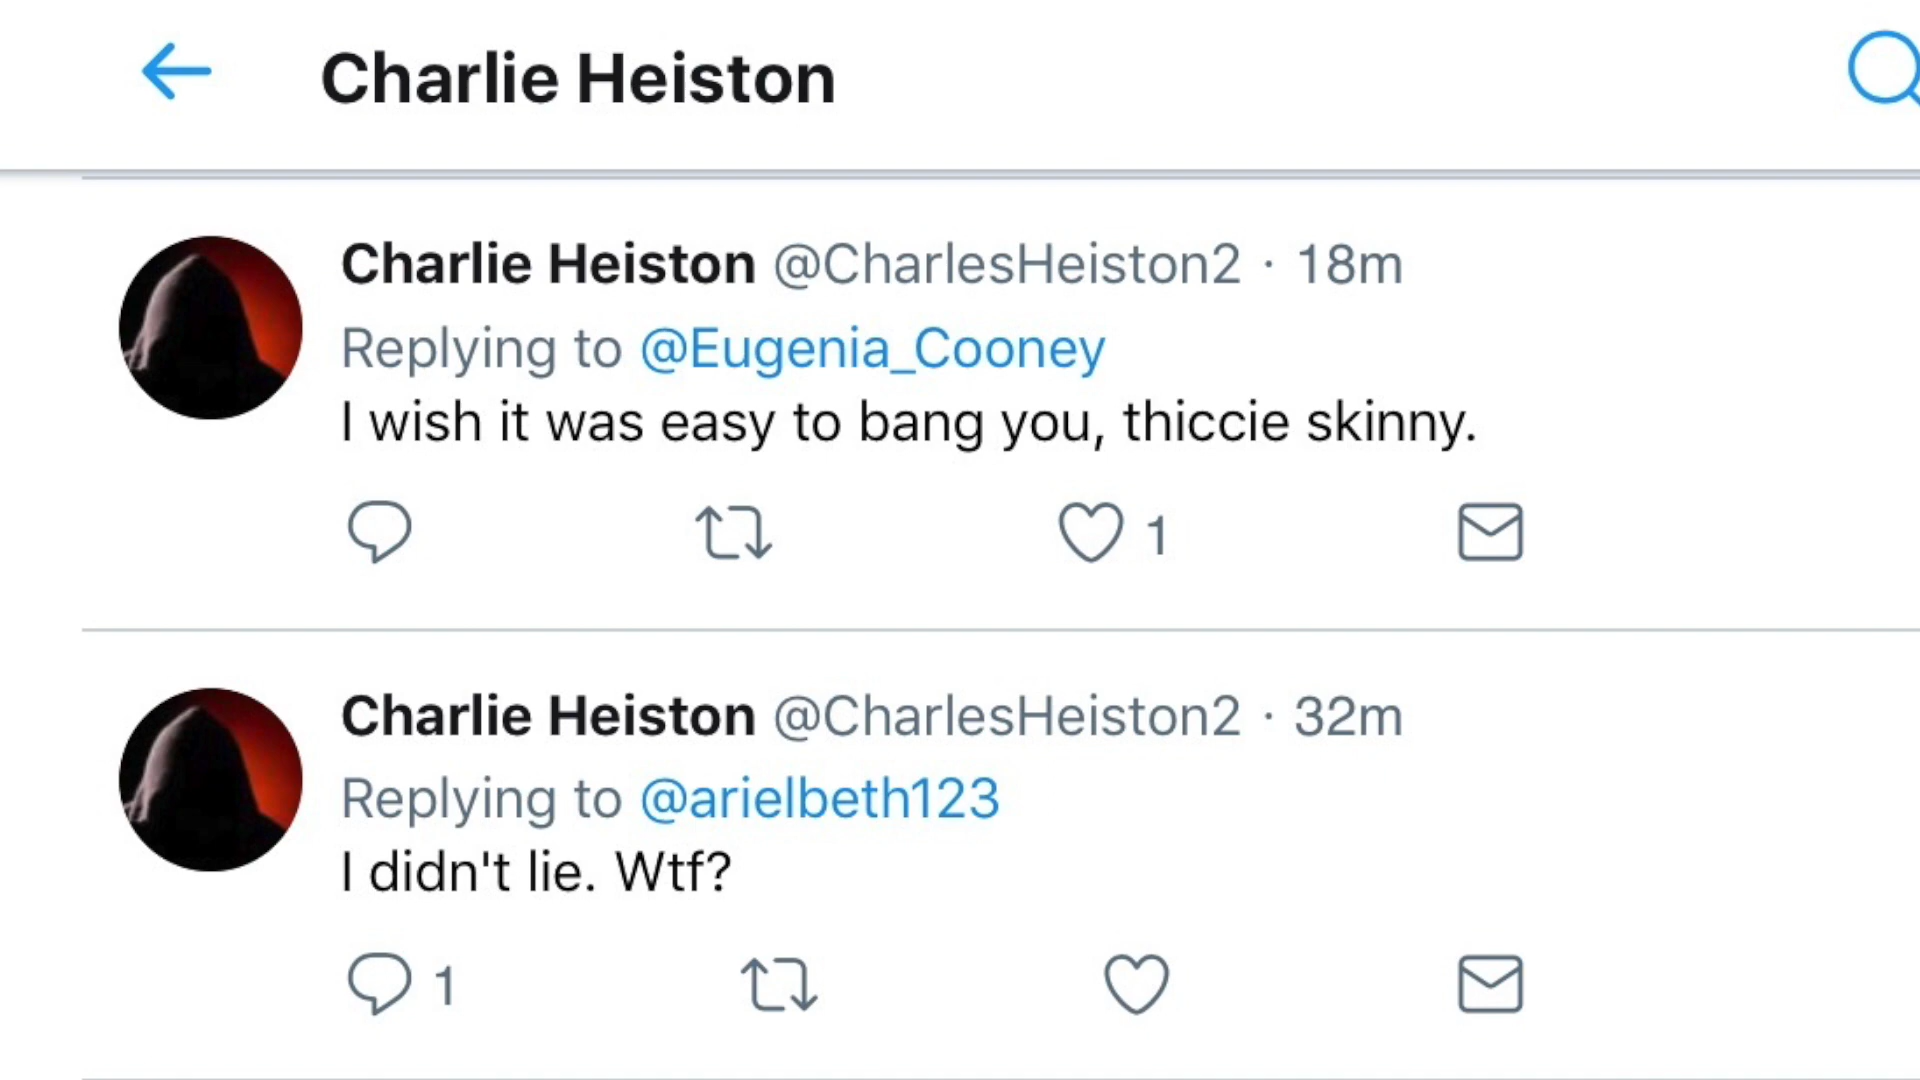 Charlie Heiston
Charlie Heiston @CharlesHeiston2 · 18m
Replying to @Eugenia_Cooney
I wish it was easy to bang you, thiccie skinny.
1
Charlie Heiston @CharlesHeiston2 · 32m
Replying to @arielbeth123
I didn't lie. Wtf?
1